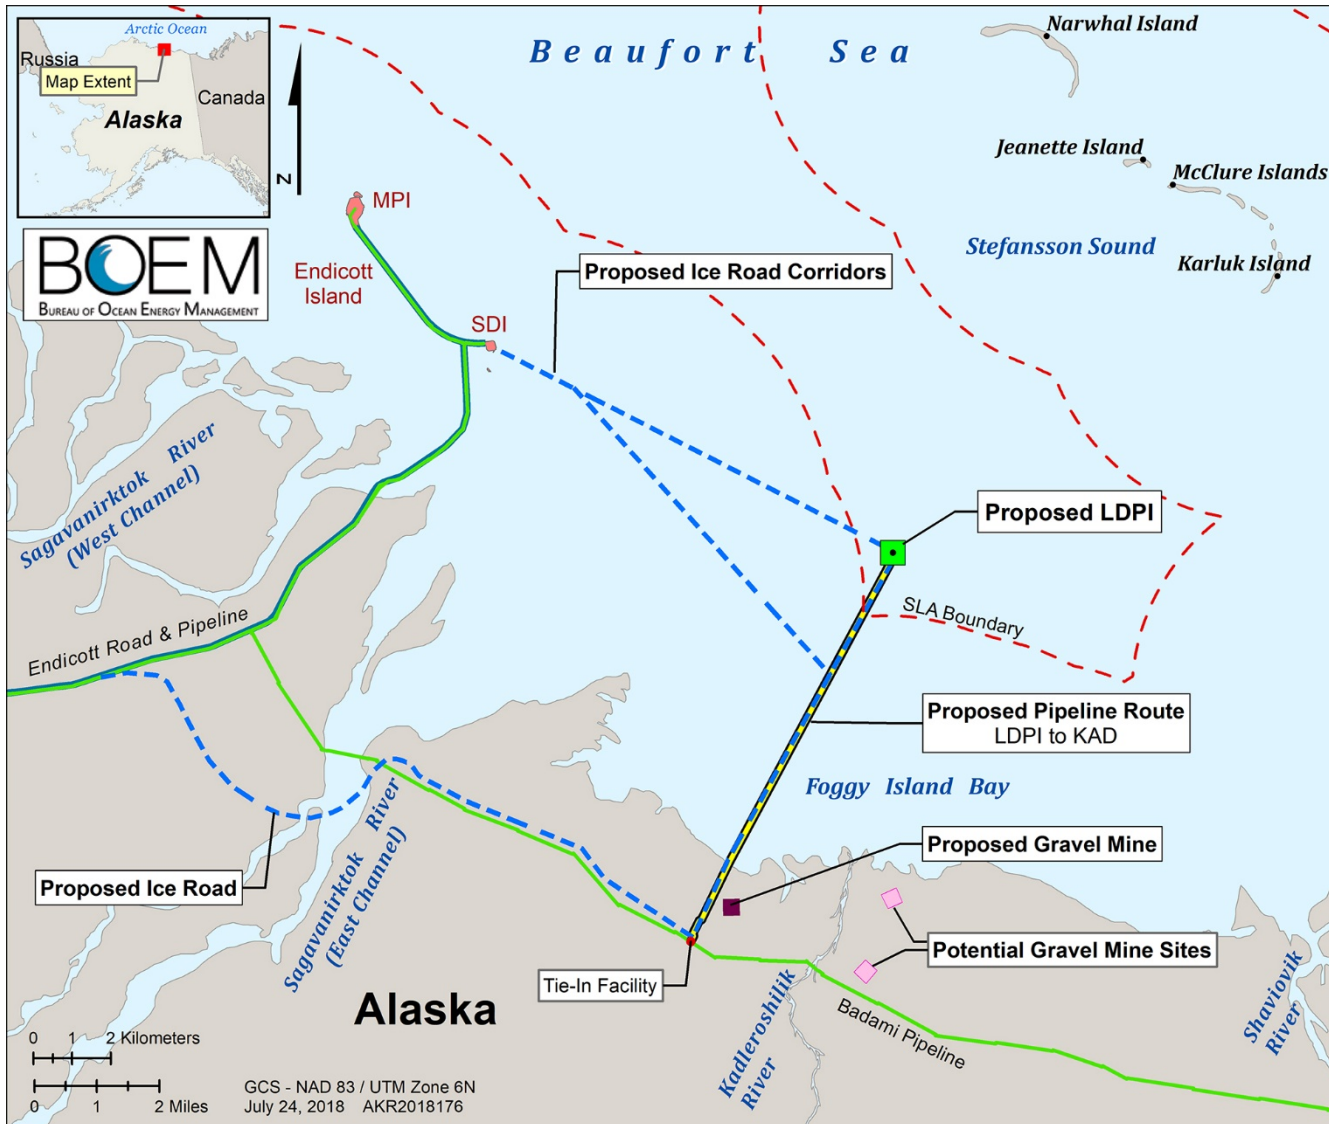 Arctic Ocean
Russia
Map Extent
Canada
Alaska
N
BOEM
BUREAU OF OCEAN ENERGY MANAGEMENT
Beaufort Sea
Narwhal Island
Jeanette Island
McClure Islands
Stefansson Sound
Karluk Island
MPI
Endicott
Island
SDI
Proposed Ice Road Corridors
Sagavanirktok River
(West Channel)
Proposed LDPI
SLA Boundary
Endicott Road & Pipeline
Proposed Pipeline Route
LDPI to KAD
Foggy Island Bay
Proposed Gravel Mine
Proposed Ice Road
Sagavanirktok River
(East Channel)
Potential Gravel Mine Sites
Tie-In Facility
Alaska
Kadleroshilik
River
Badami Pipeline
Shaviovik
River
0 1 2 Kilometers
0 1 2 Miles
GCS - NAD 83 / UTM Zone 6N
July 24, 2018 AKR2018176